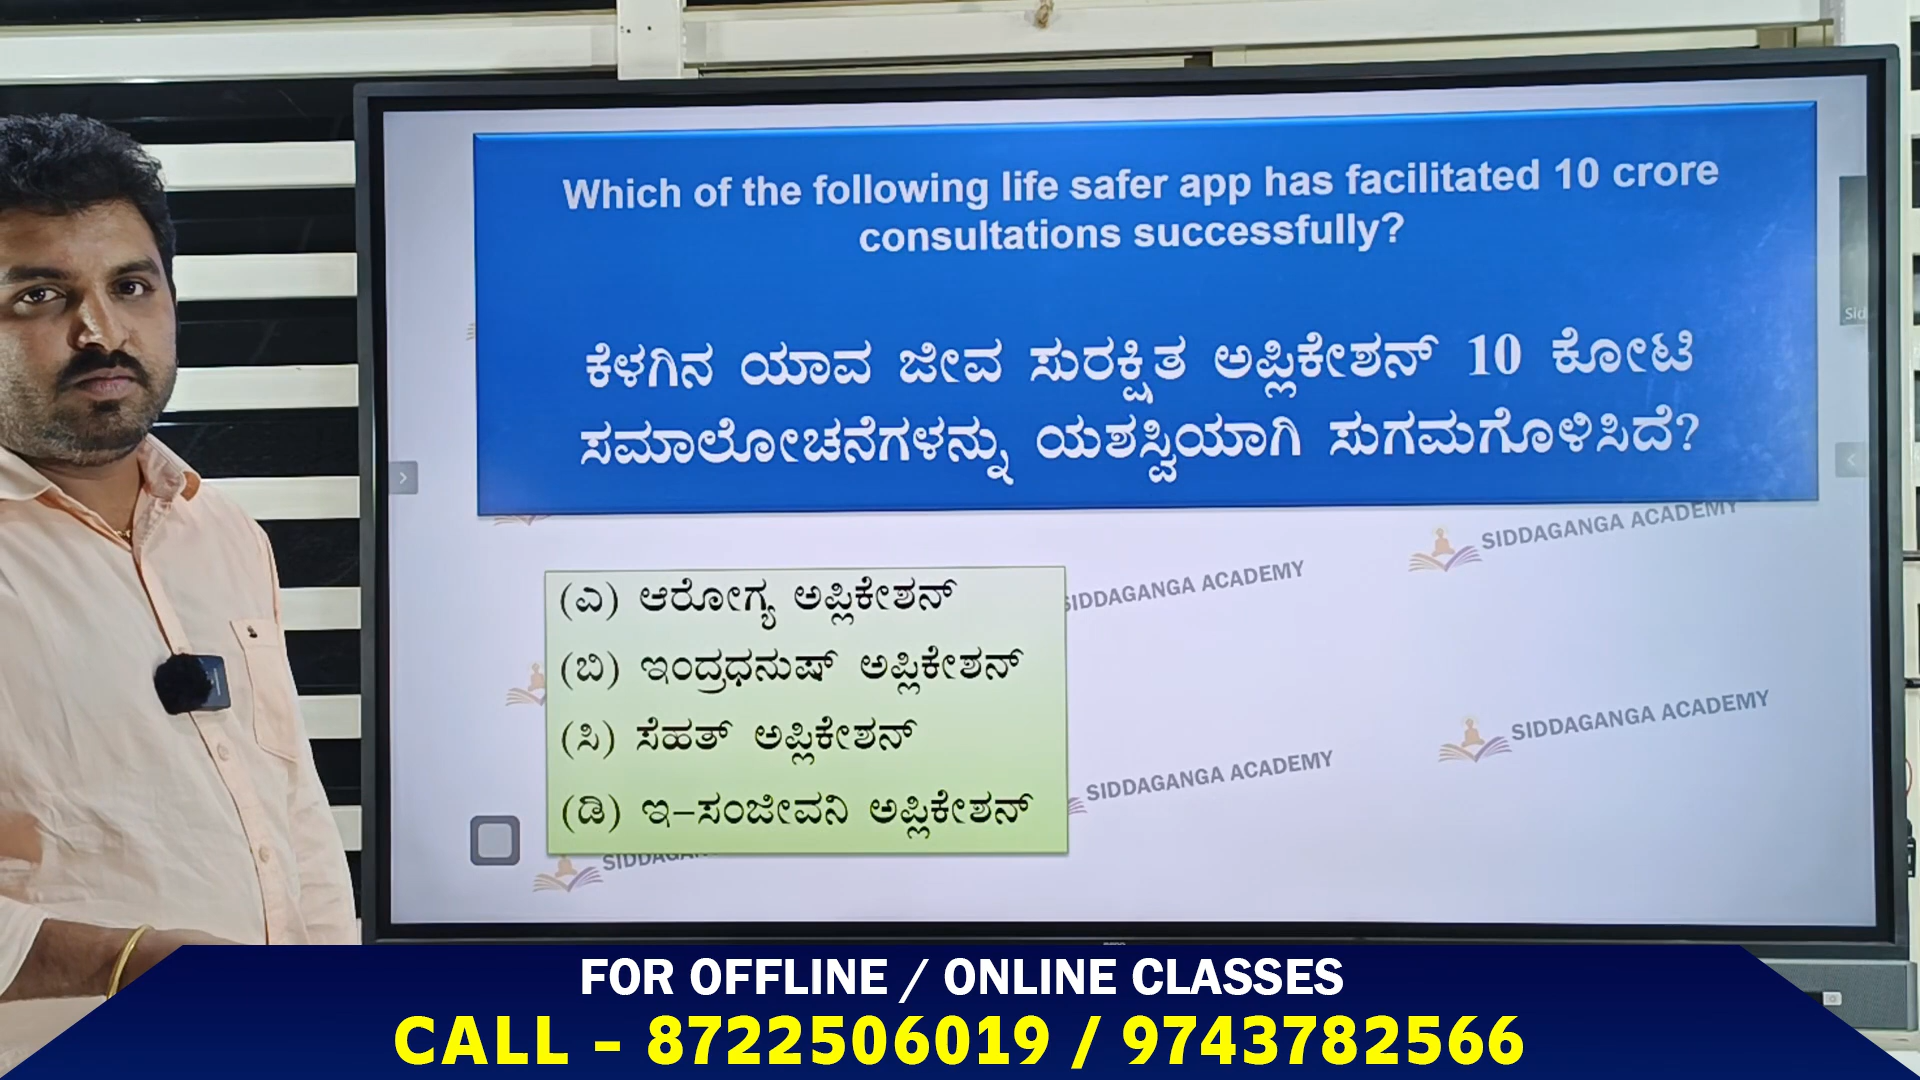 Which of the following life safer app has facilitated 10 crore
consultations successfully?
ಕೆಳಗಿನ ಯಾವ ಜೀವ ಸುರಕ್ಷಿತ ಅಪ್ಲಿಕೇಶನ್ 10 ಕೋಟಿ
ಸಮಾಲೋಚನೆಗಳನ್ನು ಯಶಸ್ವಿಯಾಗಿ ಸುಗಮಗೊಳಿಸಿದೆ?
SIDDAGANGA ACADEMY
SIDDAGANGA ACADEMY
(ಎ) ಆರೋಗ್ಯ ಅಪ್ಲಿಕೇಶನ್
(ಬಿ) ಇಂದ್ರಧನುಷ್ ಅಪ್ಲಿಕೇಶನ್
(ಸಿ) ಸೆಹತ್ ಅಪ್ಲಿಕೇಶನ್
(ಡಿ) ಇ-ಸಂಜೀವನಿ ಅಪ್ಲಿಕೇಶನ್
SIDDAGANGA ACADEMY
SIDDAGANGA ACADEMY
FOR OFFLINE / ONLINE CLASSES
CALL - 8722506019 / 9743782566